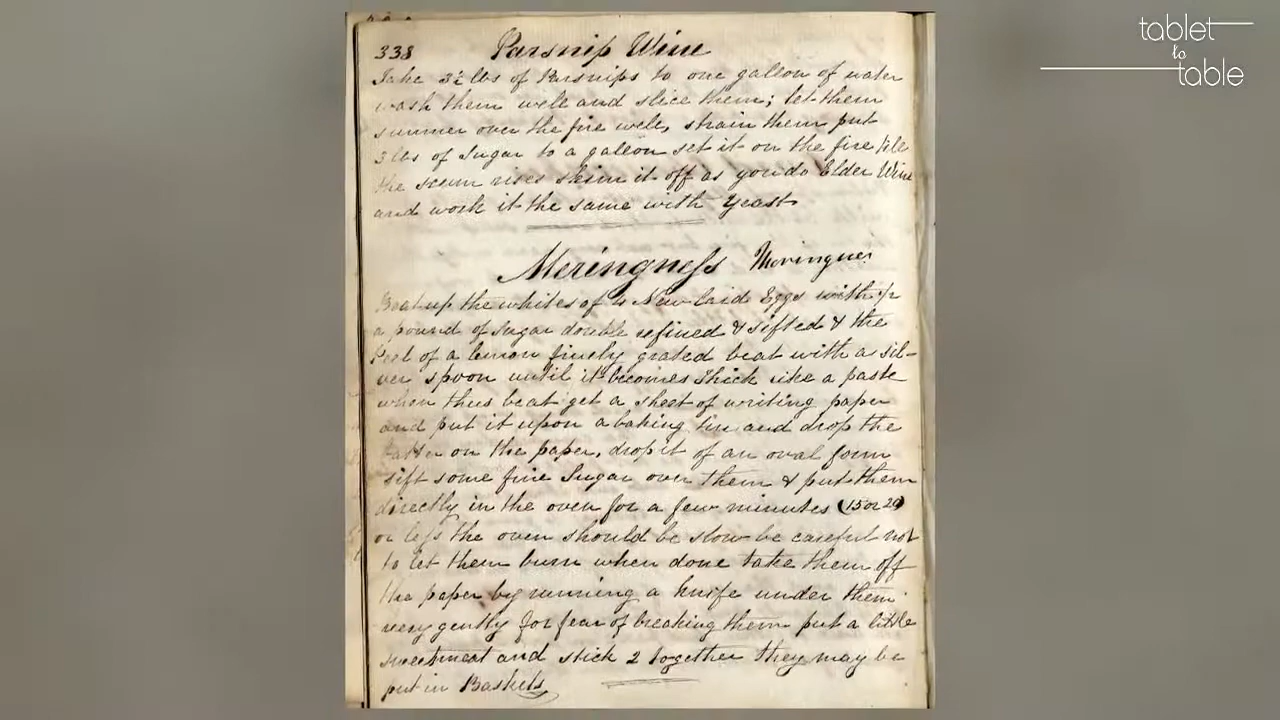 tablet
to
table
338 Parsnip Wine
Take 3½ lbs of Parsnips to one gallon of water
wash them well and slice them; let them
simmer over the fire well, strain them put
3 lbs of Sugar to a gallon set it on the fire till
the scum rises skim it off as you do Elder Wine
and work it the same with yeast
Meringness Meringues
Beat up the whites of 4 New laid Eggs with
a pound of Sugar double refined & sifted & the
Peel of a lemon finely grated beat with a sil-
ver spoon until it becomes thick like a paste
when thus beat get a sheet of writing paper
and put it upon a baking tin and drop the
batter on the paper, drop it of an oval form
sift some fine Sugar over them & put them
directly in the oven for a few minutes (15 or 20)
or less the oven should be slow be careful not
to let them burn when done take them off
the paper by running a knife under them
very gently for fear of breaking them put a little
sweetmeat and stick 2 together they may be
put in Baskets